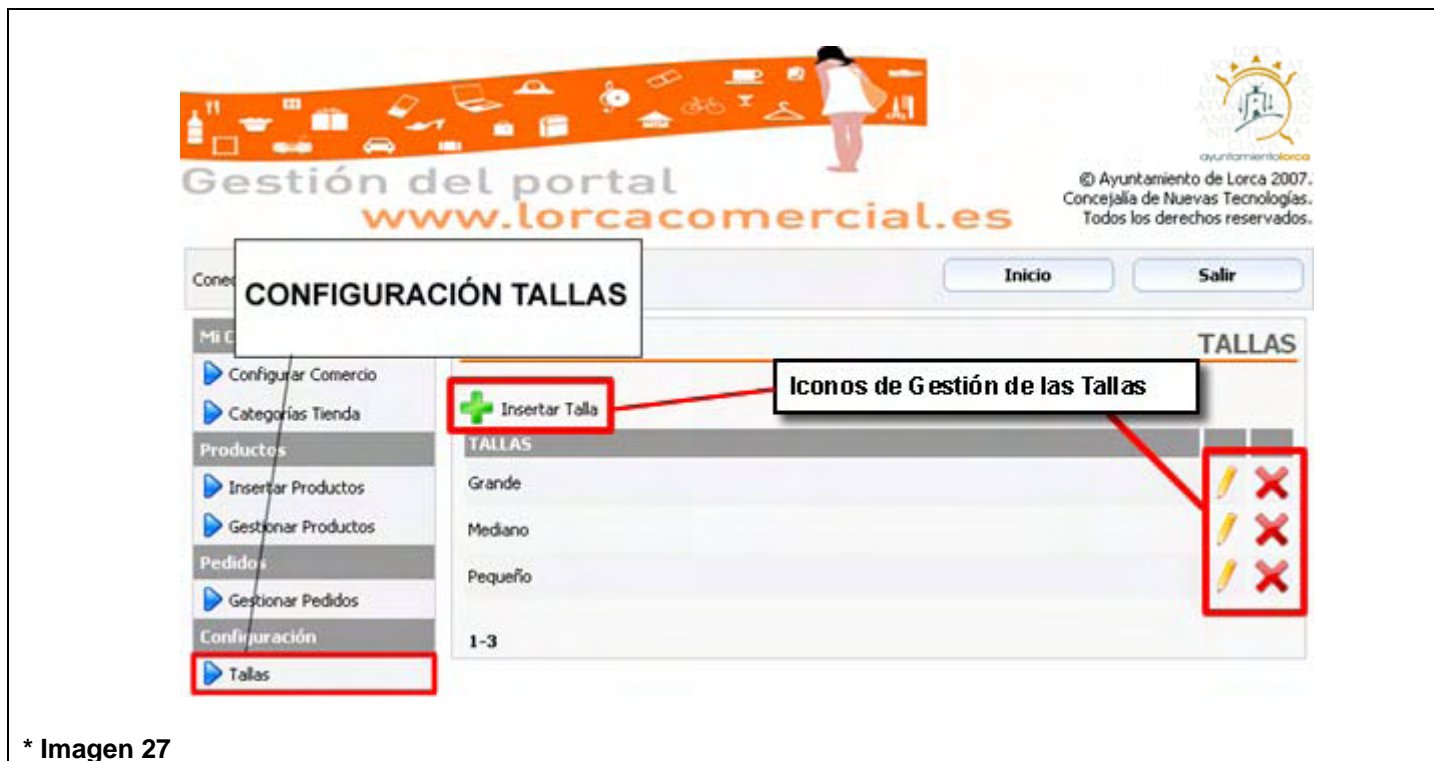 ayuntamientolorca
Gestión del portal
www.lorcacomercial.es
© Ayuntamiento de Lorca 2007.
Concejalía de Nuevas Tecnologías.
Todos los derechos reservados.
CONFIGURACIÓN TALLAS
Inicio
Salir
Mi
Configurar Comercio
Categorías Tienda
Productos
Insertar Productos
Gestionar Productos
Pedidos
Gestionar Pedidos
Configuración
Tallas
TALLAS
Iconos de Gestión de las Tallas
Insertar Talla
TALLAS
Grande
Mediano
Pequeño
1-3
* Imagen 27